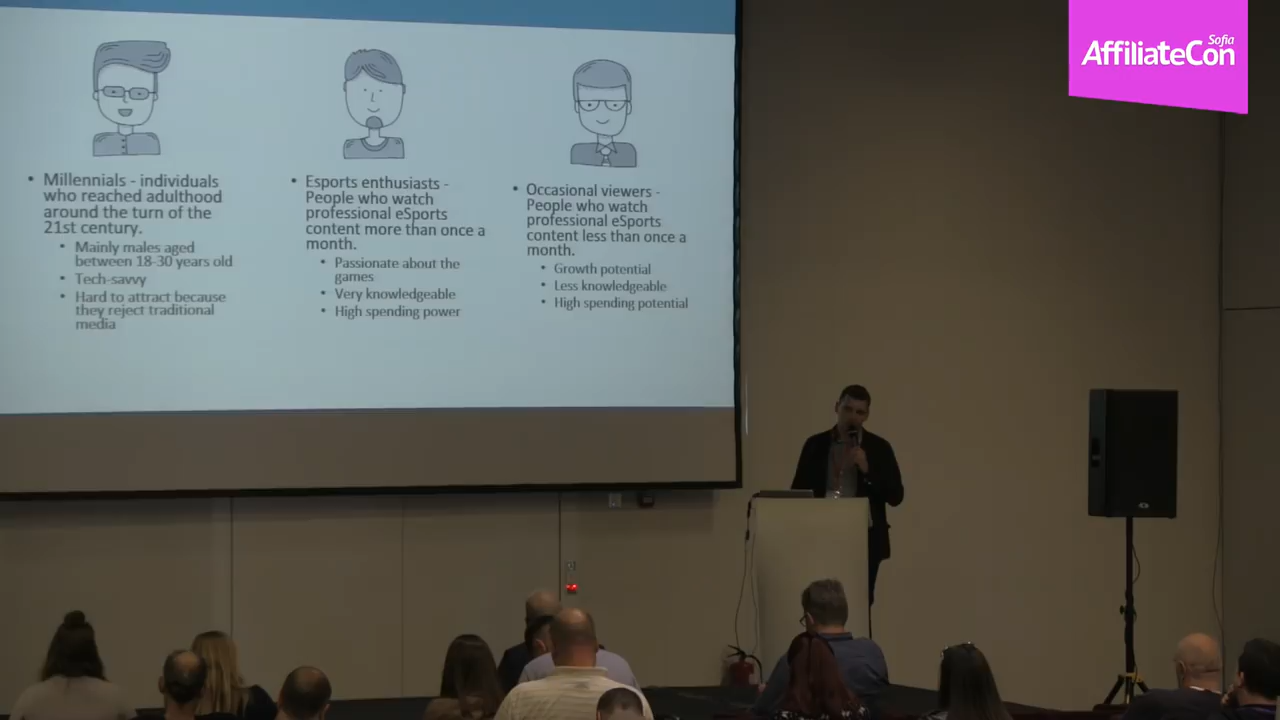 • Millennials - individuals
who reached adulthood
around the turn of the
21st century.
• Mainly males aged
between 18-30 years old
• Tech-savvy
• Hard to attract because
they reject traditional
media
• Esports enthusiasts -
People who watch
professional eSports
content more than once a
month.
• Passionate about the
games
• Very knowledgeable
• High spending power
• Occasional viewers -
People who watch
professional eSports
content less than once a
month.
• Growth potential
• Less knowledgeable
• High spending potential
Sofia
AffiliateCon